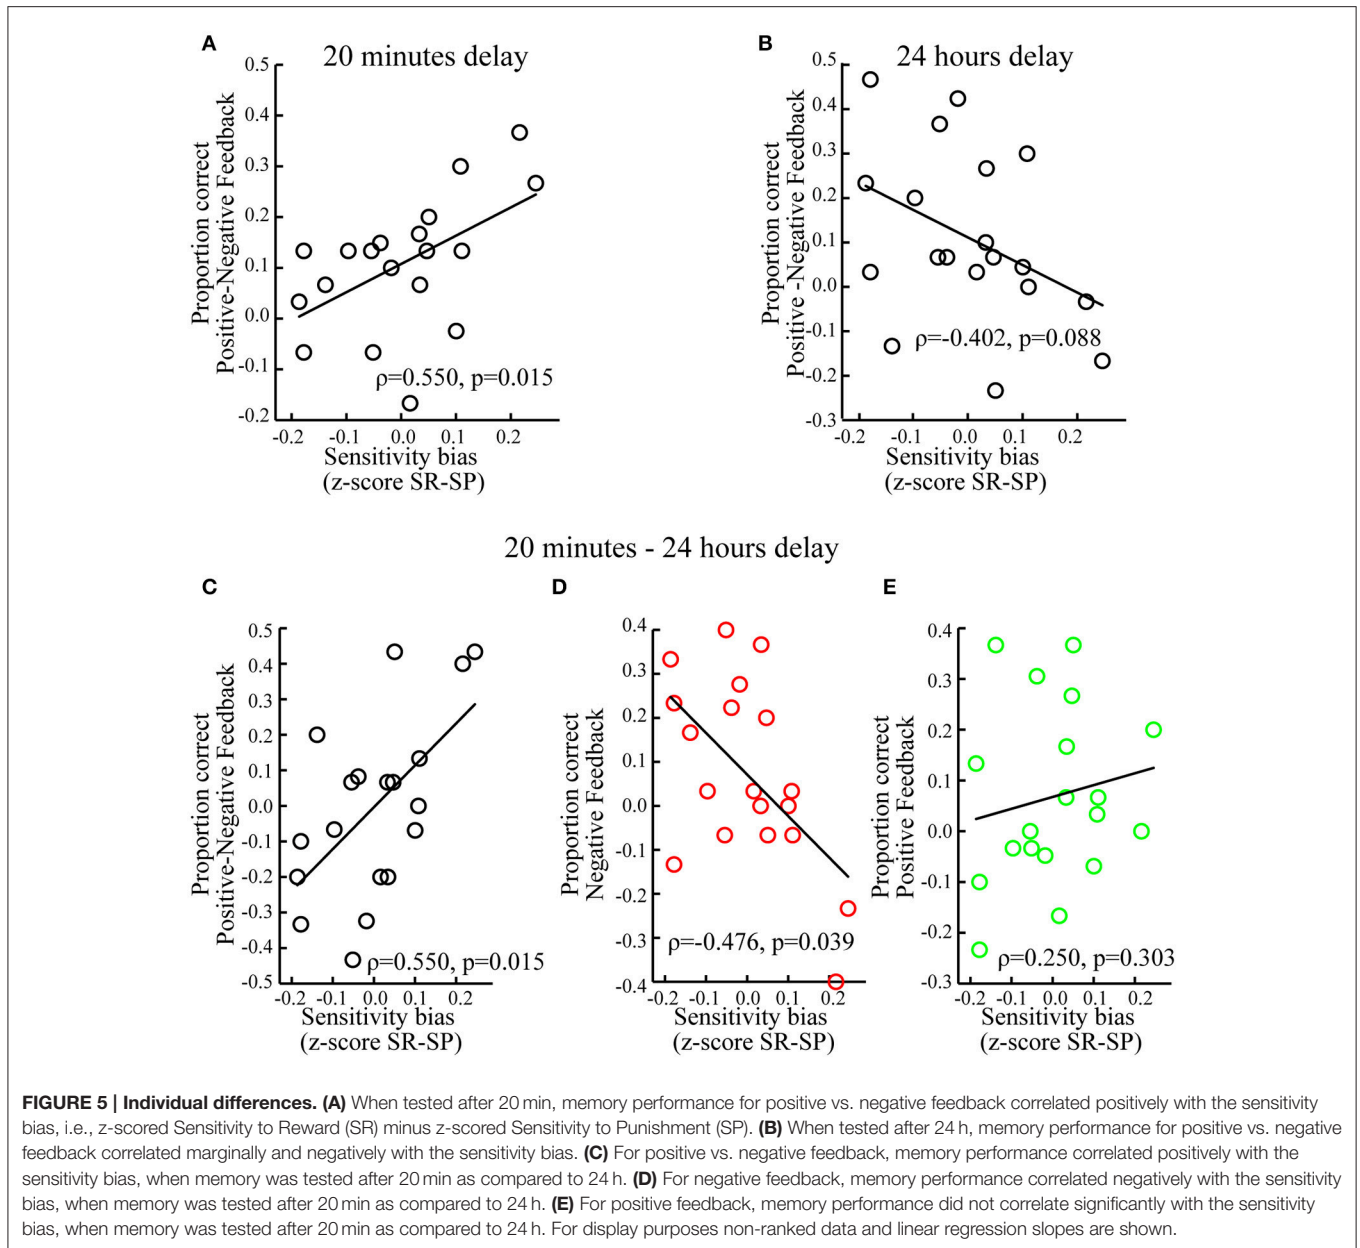 A
20 minutes delay
0.5
0.4
0.3
0.2
0.1
0.0
-0.1
-0.2
Proportion correct
Positive-Negative Feedback
ρ=0.550, p=0.015
-0.2 -0.1 0.0 0.1 0.2
Sensitivity bias
(z-score SR-SP)
B
24 hours delay
0.5
0.4
0.3
0.2
0.1
0.0
-0.1
-0.2
-0.3
Proportion correct
Positive -Negative Feedback
ρ=-0.402, p=0.088
-0.2 -0.1 0.0 0.1 0.2
Sensitivity bias
(z-score SR-SP)
20 minutes - 24 hours delay
C
0.5
0.4
0.3
0.2
0.1
0.0
-0.1
-0.2
-0.3
-0.4
-0.5
Proportion correct
Positive-Negative Feedback
ρ=0.550, p=0.015
-0.2 -0.1 0.0 0.1 0.2
Sensitivity bias
(z-score SR-SP)
D
0.4
0.3
0.2
0.1
0.0
-0.1
-0.2
-0.3
-0.4
Proportion correct
Negative Feedback
ρ=-0.476, p=0.039
-0.2 -0.1 0.0 0.1 0.2
Sensitivity bias
(z-score SR-SP)
E
0.4
0.3
0.2
0.1
0.0
-0.1
-0.2
-0.3
Proportion correct
Positive Feedback
ρ=0.250, p=0.303
-0.2 -0.1 0.0 0.1 0.2
Sensitivity bias
(z-score SR-SP)
FIGURE 5 | Individual differences. (A) When tested after 20 min, memory performance for positive vs. negative feedback correlated positively with the sensitivity
bias, i.e., z-scored Sensitivity to Reward (SR) minus z-scored Sensitivity to Punishment (SP). (B) When tested after 24 h, memory performance for positive vs. negative
feedback correlated marginally and negatively with the sensitivity bias. (C) For positive vs. negative feedback, memory performance correlated positively with the
sensitivity bias, when memory was tested after 20 min as compared to 24 h. (D) For negative feedback, memory performance correlated negatively with the sensitivity
bias, when memory was tested after 20 min as compared to 24 h. (E) For positive feedback, memory performance did not correlate significantly with the sensitivity
bias, when memory was tested after 20 min as compared to 24 h. For display purposes non-ranked data and linear regression slopes are shown.